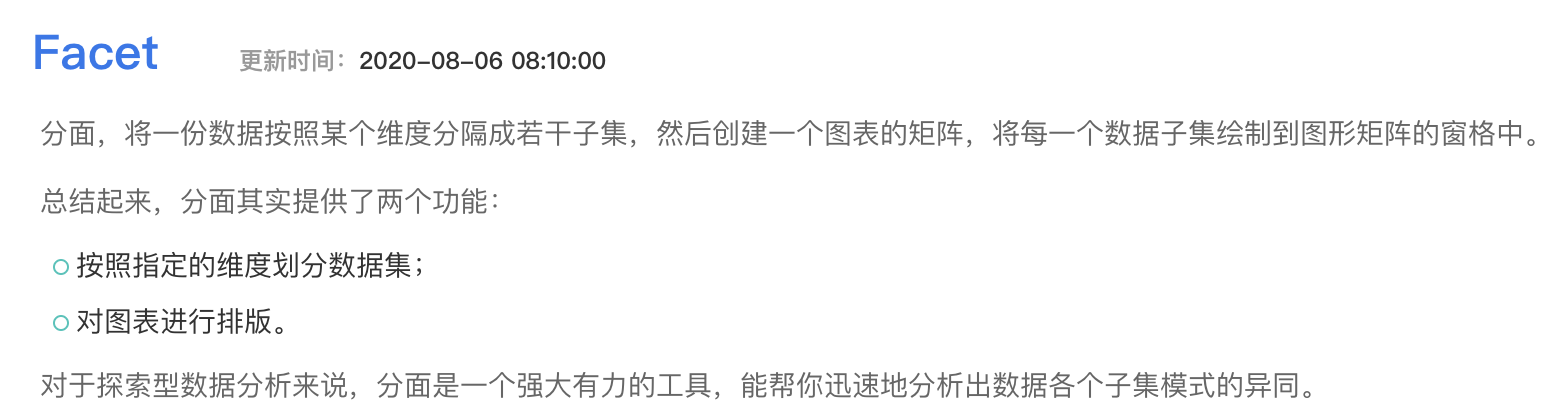 Facet 更新时间：2020-08-06 08:10:00
分面，将一份数据按照某个维度分隔成若干子集，然后创建一个图表的矩阵，将每一个数据子集绘制到图形矩阵的窗格中。
总结起来，分面其实提供了两个功能：
按照指定的维度划分数据集；
对图表进行排版。
对于探索型数据分析来说，分面是一个强大有力的工具，能帮你迅速地分析出数据各个子集模式的异同。